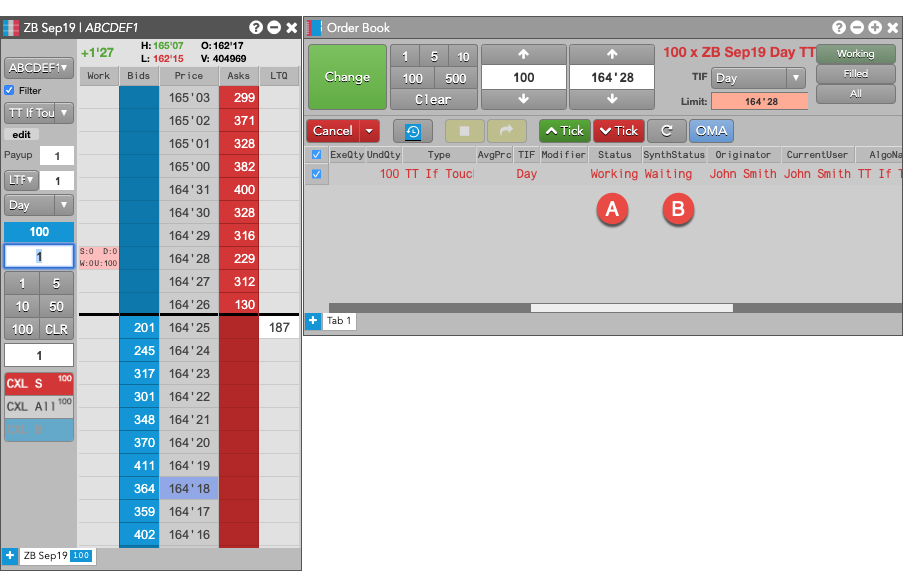 ZB Sep19 | ABCDEF1
+1'27
H: 165'07 O: 162'17
L: 162'15 V: 404969
ABCDEF1
Filter
TT If Tou
edit
Payup 1
LTF 1
Day
100
1
1 5
10 50
100 CLR
1
CXL S 100
CXL All 100
Work Bids Price Asks LTQ
165'03 299
165'02 371
165'01 328
165'00 382
164'31 400
164'30 328
164'29 316
S:0 D:0
W:0U:100
164'28 229
164'27 312
164'26 130
201 164'25 187
245 164'24
317 164'23
301 164'22
348 164'21
370 164'20
411 164'19
364 164'18
359 164'17
402 164'16
+ ZB Sep19 100
Order Book
Change
1 5 10
100 500
Clear
100
164'28
100 x ZB Sep19 Day TT
TIF Day
Limit: 164'28
Working
Filled
All
Cancel
Tick
Tick
OMA
ExeQty UndQty Type AvgPrc TIF Modifier Status SynthStatus Originator CurrentUser AlgoNa
100 TT If Touc Day Working Waiting John Smith John Smith TT If T
A B
+ Tab 1